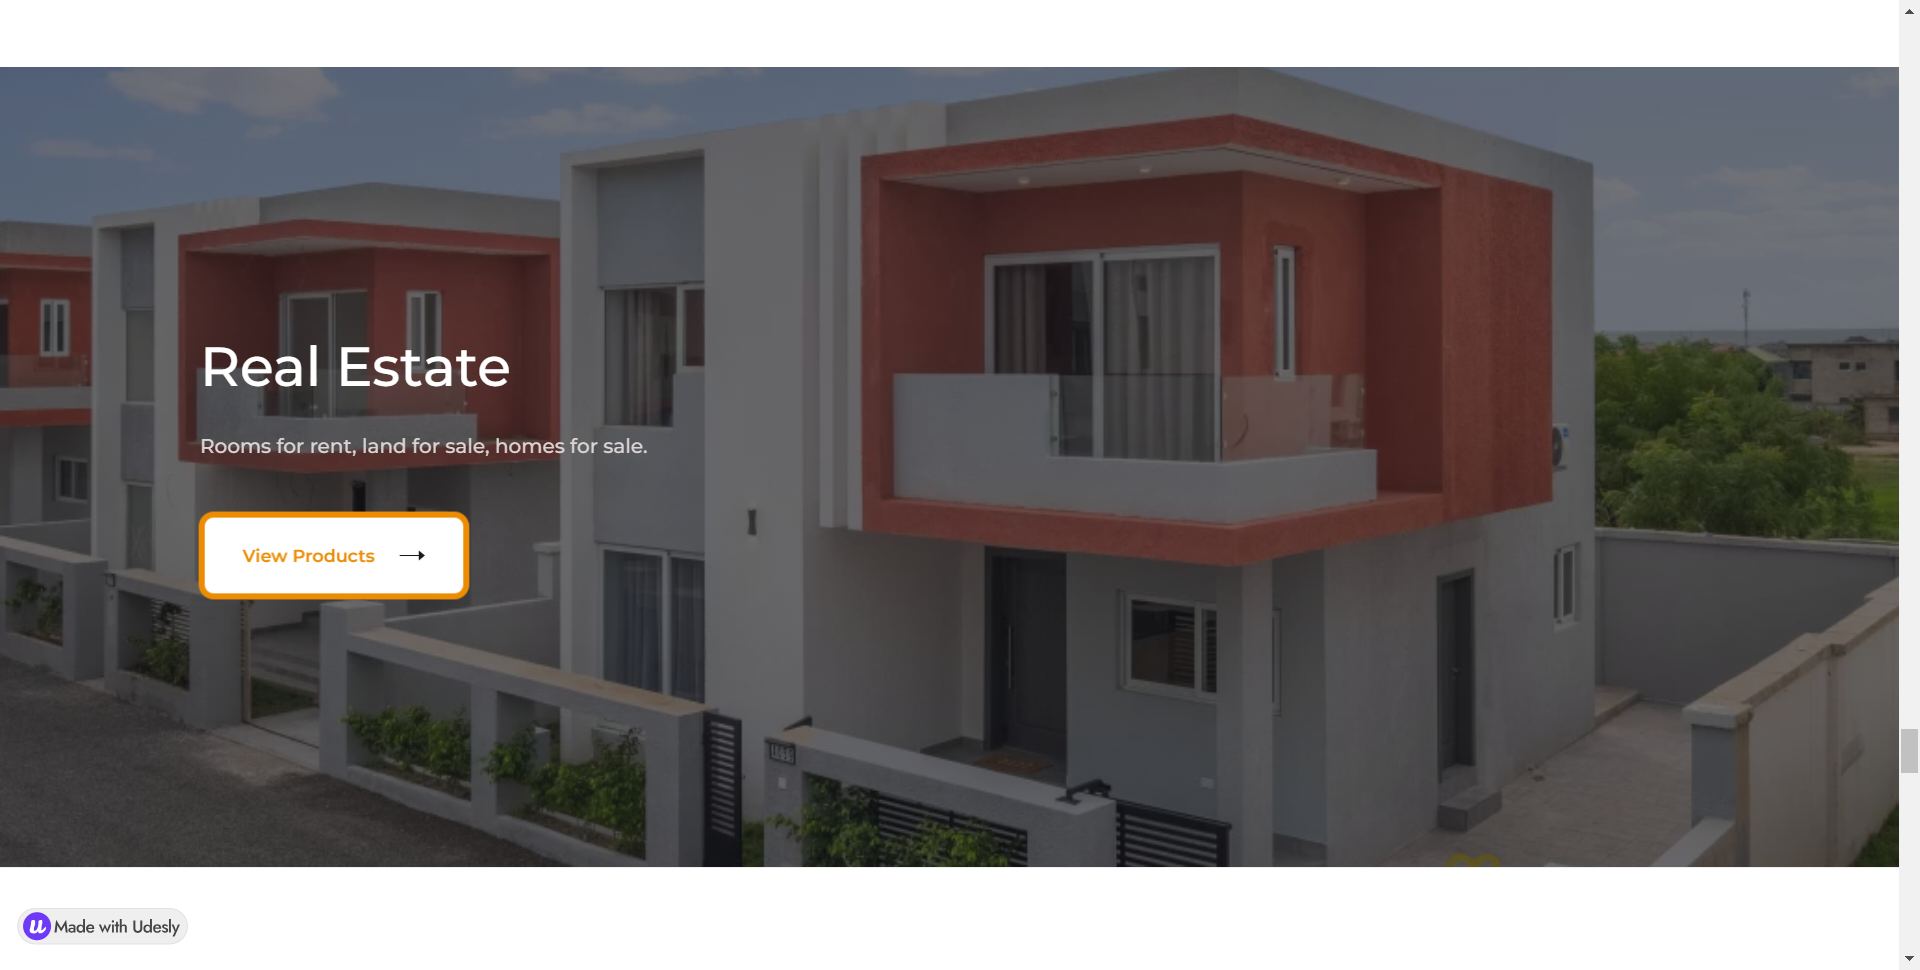 Real Estate
Rooms for rent, land for sale, homes for sale.
View Products
Made with Udesly